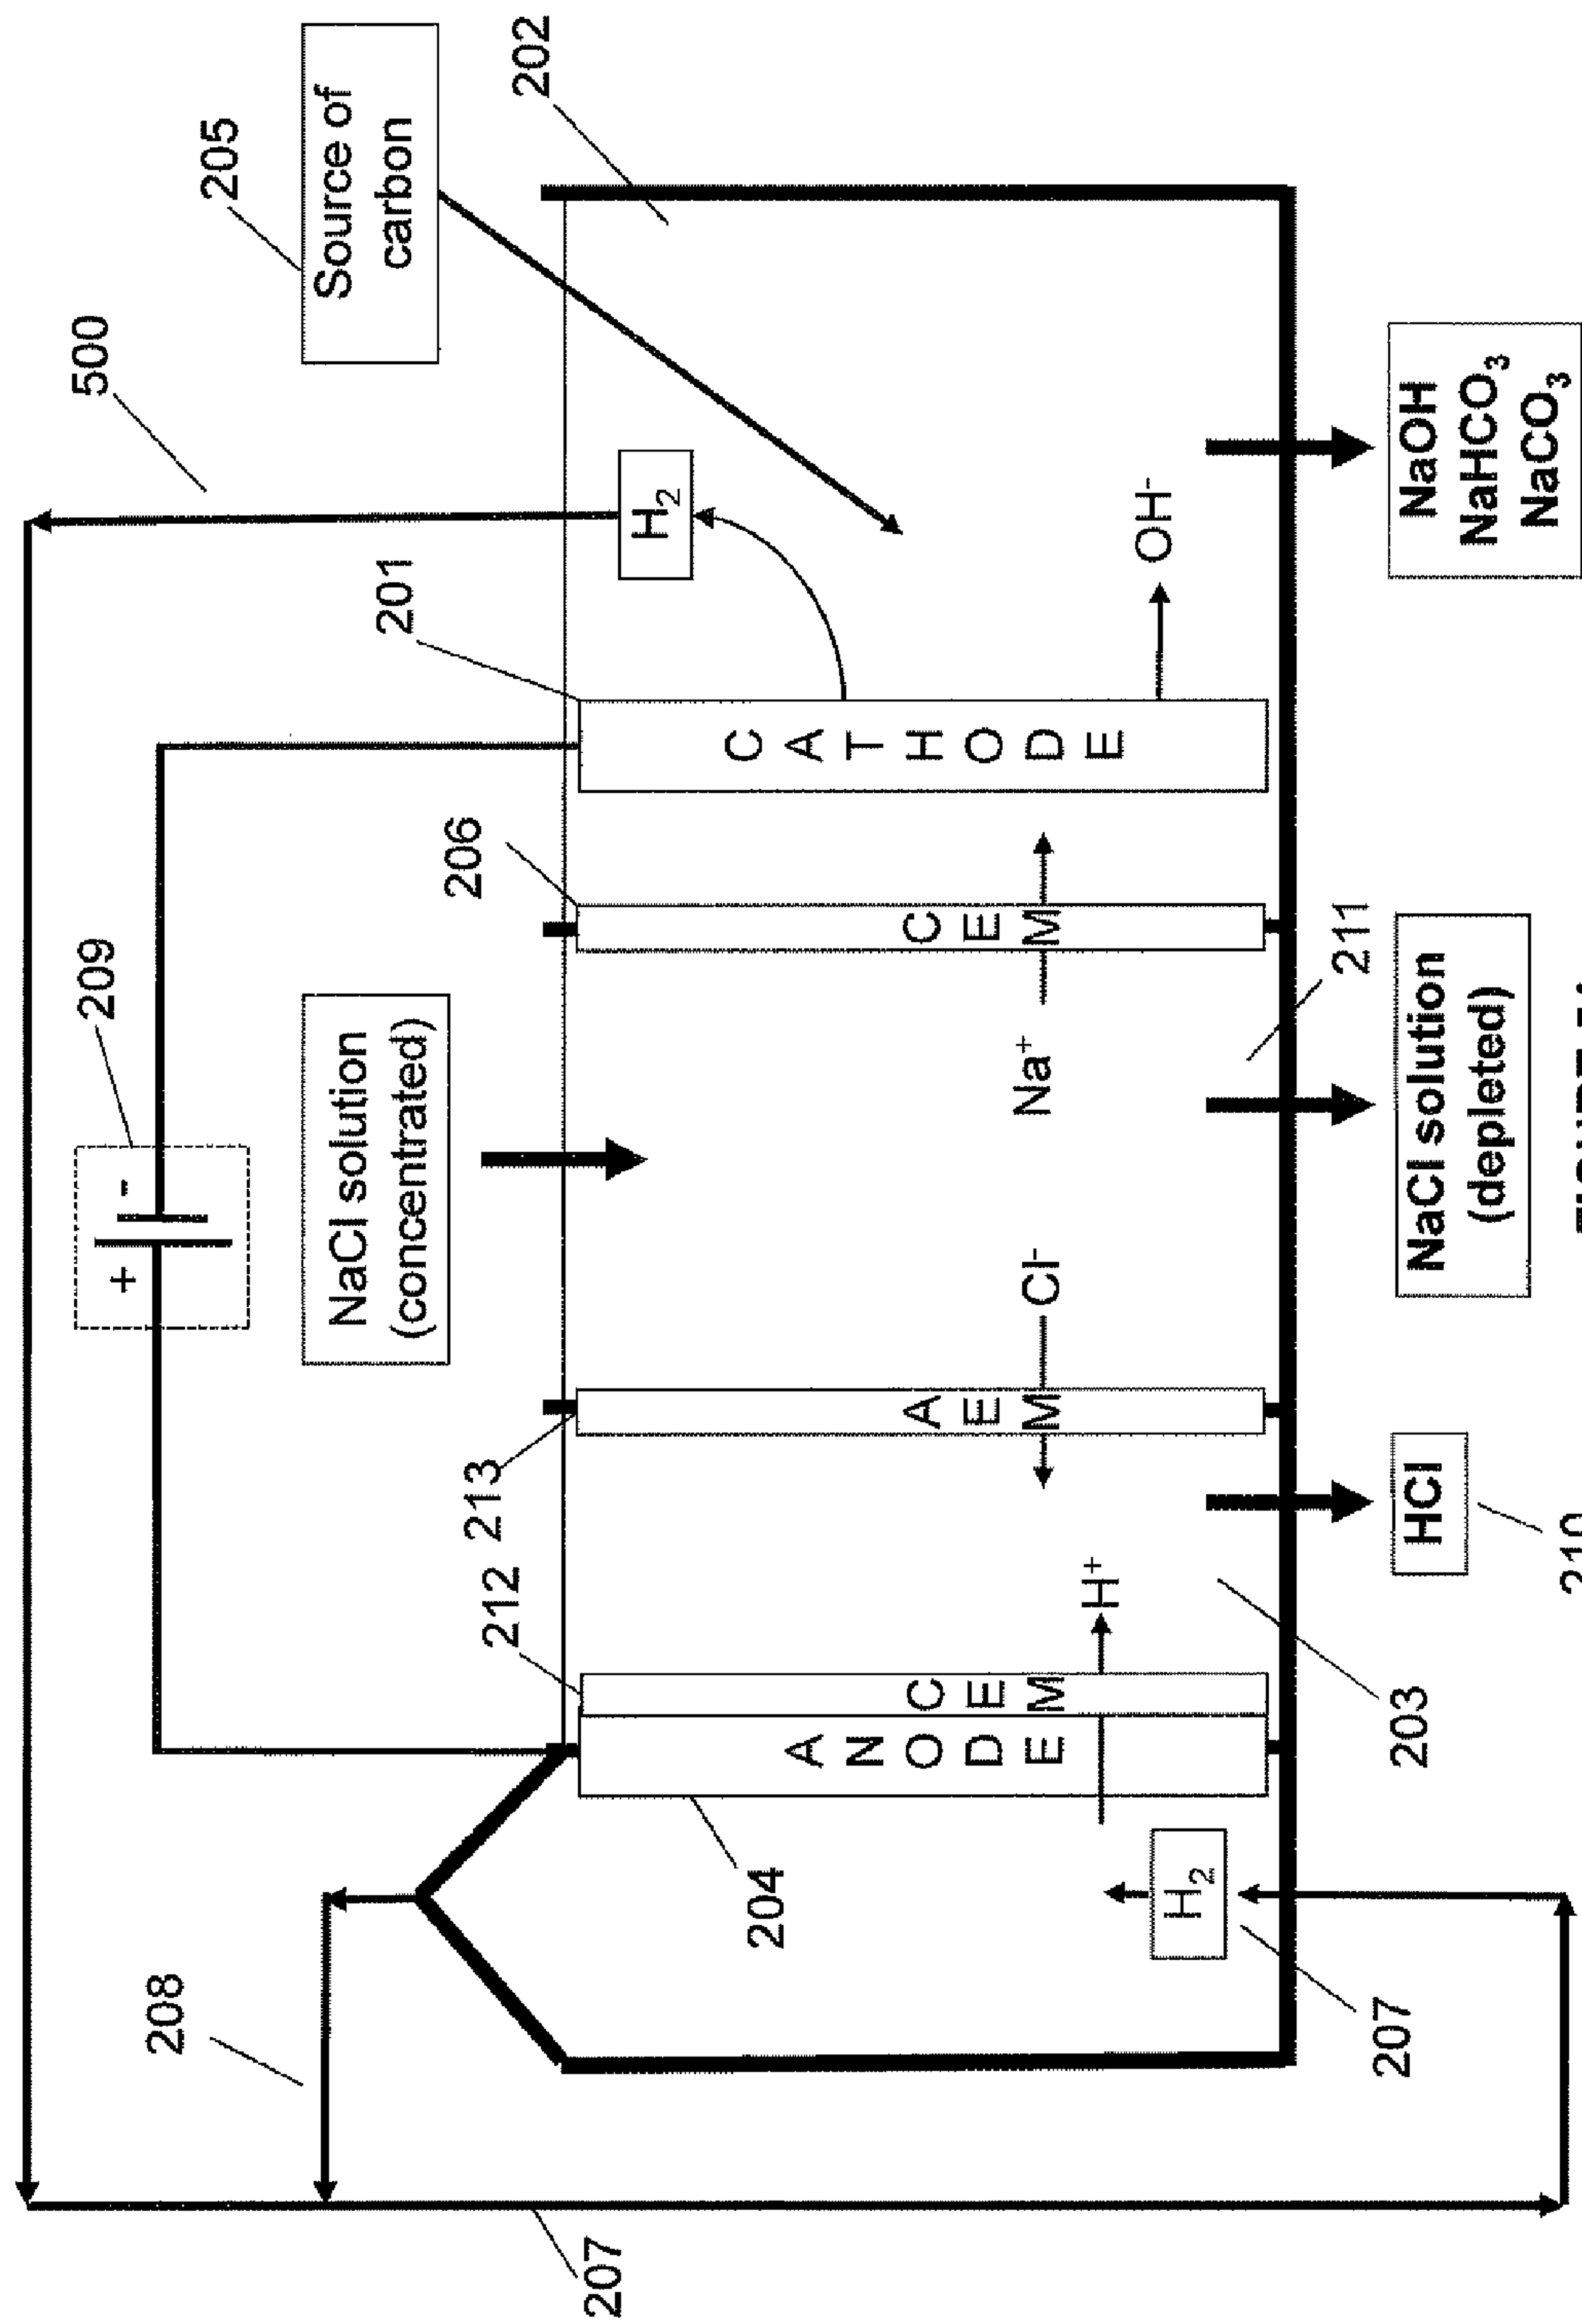 500
205
Source of
carbon
202
209
+ -
NaCl solution
(concentrated)
208
207
201
206
213
212
H2
CATHODE
CEM
AEM
CEM
ANODE
204
Na+
Cl-
H+
OH-
H2
207
203
211
HCl
210
NaCl solution
(depleted)
NaOH
NaHCO3
NaCO3